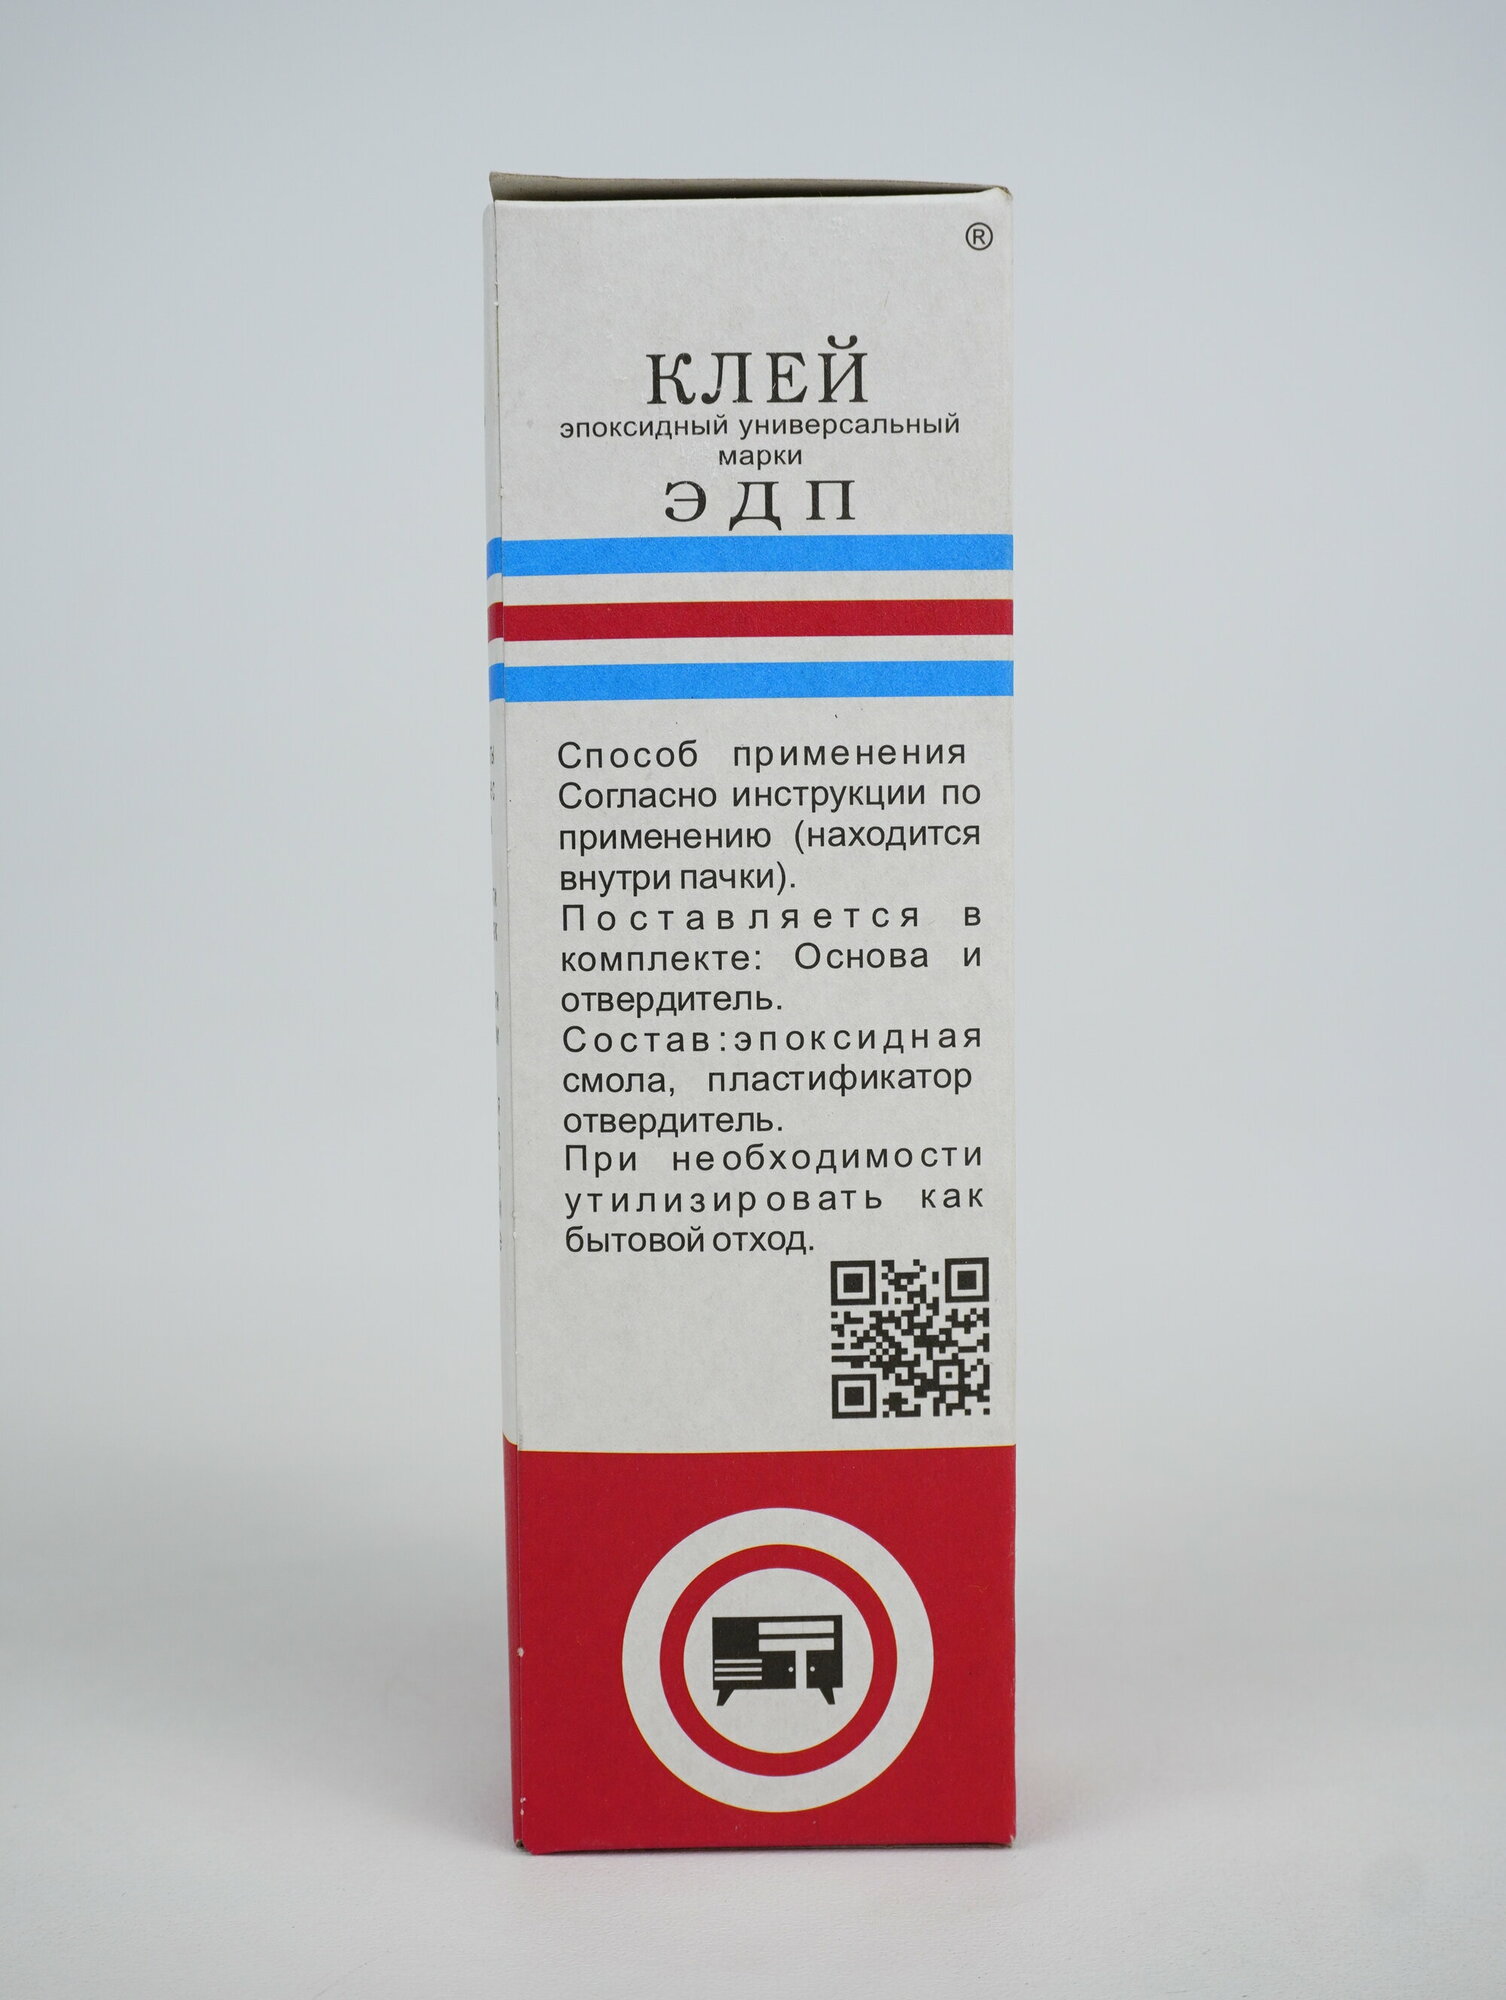 ®
КЛЕЙ
эпоксидный универсальный
марки
ЭДП
Способ применения
Согласно инструкции по
применению (находится
внутри пачки).
Поставляется в
комплекте: Основа и
отвердитель.
Состав:эпоксидная
смола, пластификатор
отвердитель.
При необходимости
утилизировать как
бытовой отход.